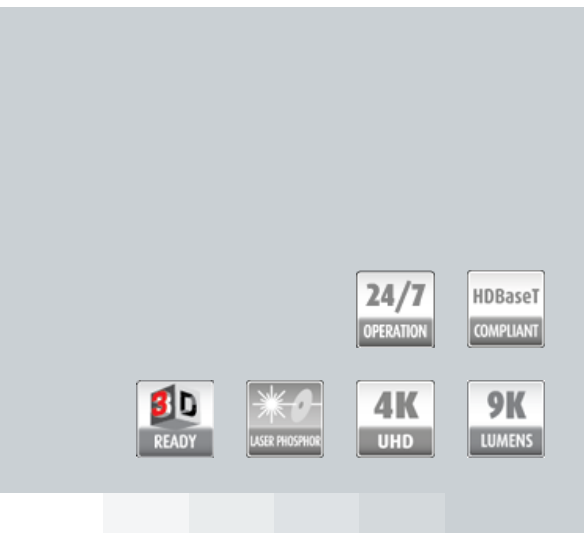 24/7
OPERATION
HDBaseT
COMPLIANT
3D
READY
LASER PHOSPHOR
4K
UHD
9K
LUMENS